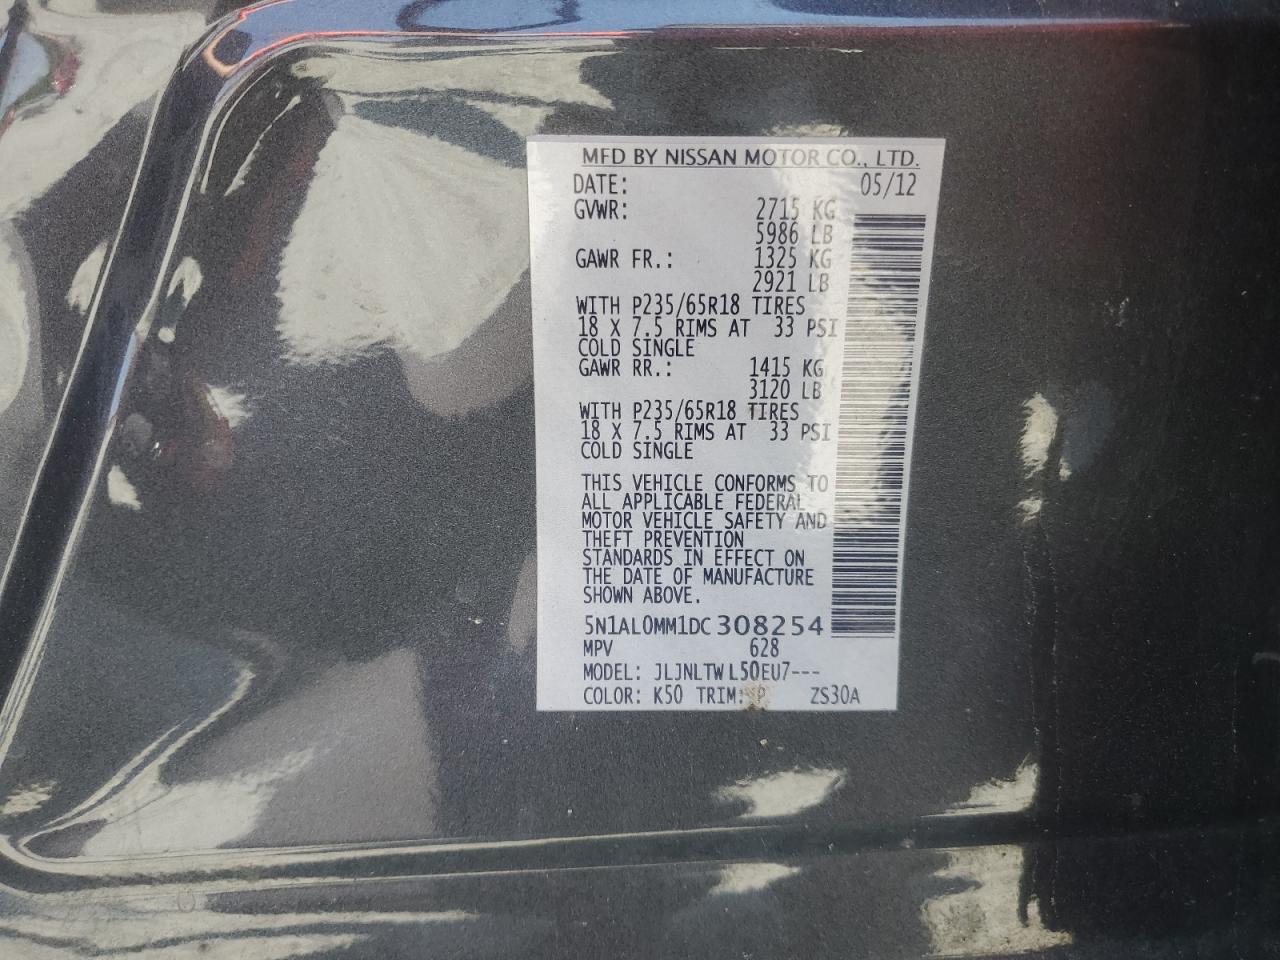 MFD BY NISSAN MOTOR CO., LTD.
DATE: 05/12
GVWR: 2715 KG
5986 LB
GAWR FR.: 1325 KG
2921 LB
WITH P235/65R18 TIRES
18 X 7.5 RIMS AT 33 PSI
COLD SINGLE
GAWR RR.: 1415 KG
3120 LB
WITH P235/65R18 TIRES
18 X 7.5 RIMS AT 33 PSI
COLD SINGLE
THIS VEHICLE CONFORMS TO
ALL APPLICABLE FEDERAL
MOTOR VEHICLE SAFETY AND
THEFT PREVENTION
STANDARDS IN EFFECT ON
THE DATE OF MANUFACTURE
SHOWN ABOVE.
5N1AL0MM1DC308254
MPV 628
MODEL: JLJNLTWL50EU7---
COLOR: K50 TRIM: P ZS30A